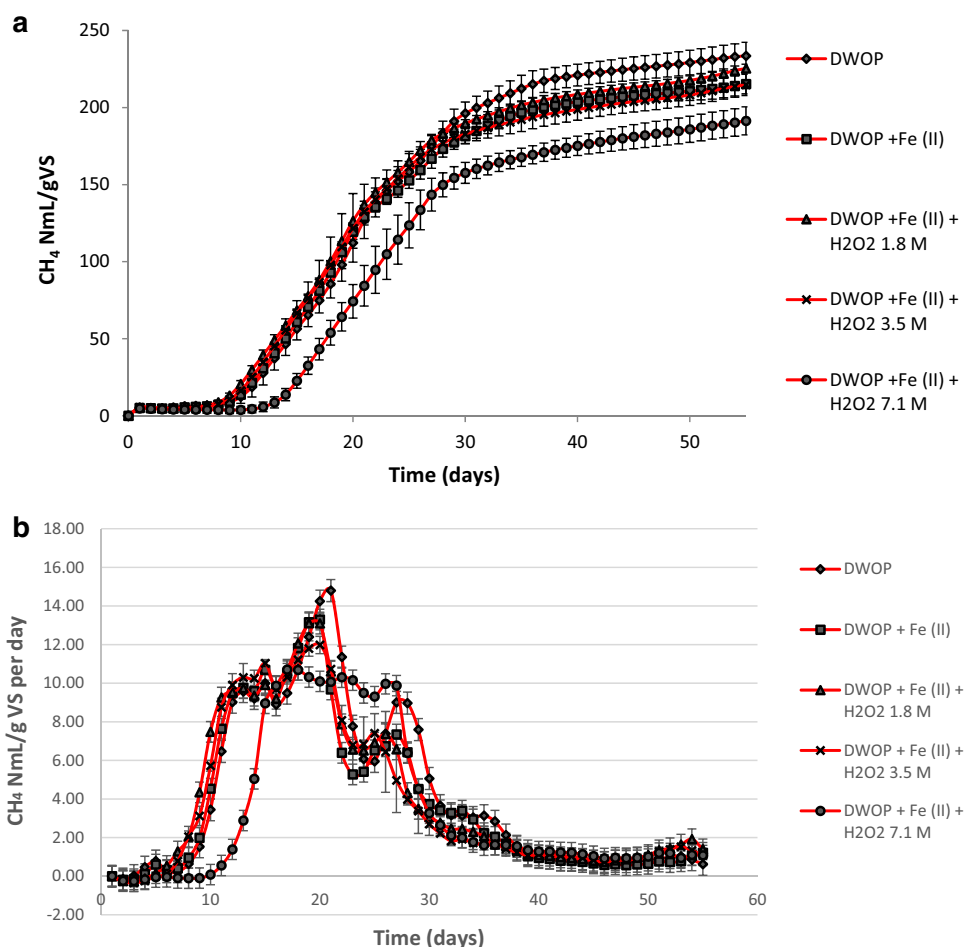 a
250
200
150
100
50
0
CH₄ NmL/gVS
0 10 20 30 40 50
Time (days)
DWOP
DWOP +Fe (II)
DWOP +Fe (II) +
H2O2 1.8 M
DWOP +Fe (II) +
H2O2 3.5 M
DWOP +Fe (II) +
H2O2 7.1 M
b
18.00
16.00
14.00
12.00
10.00
8.00
6.00
4.00
2.00
0.00
-2.00
CH₄ NmL/g VS per day
0 10 20 30 40 50 60
Time (days)
DWOP
DWOP + Fe (II)
DWOP + Fe (II) +
H2O2 1.8 M
DWOP + Fe (II) +
H2O2 3.5 M
DWOP + Fe (II) +
H2O2 7.1 M